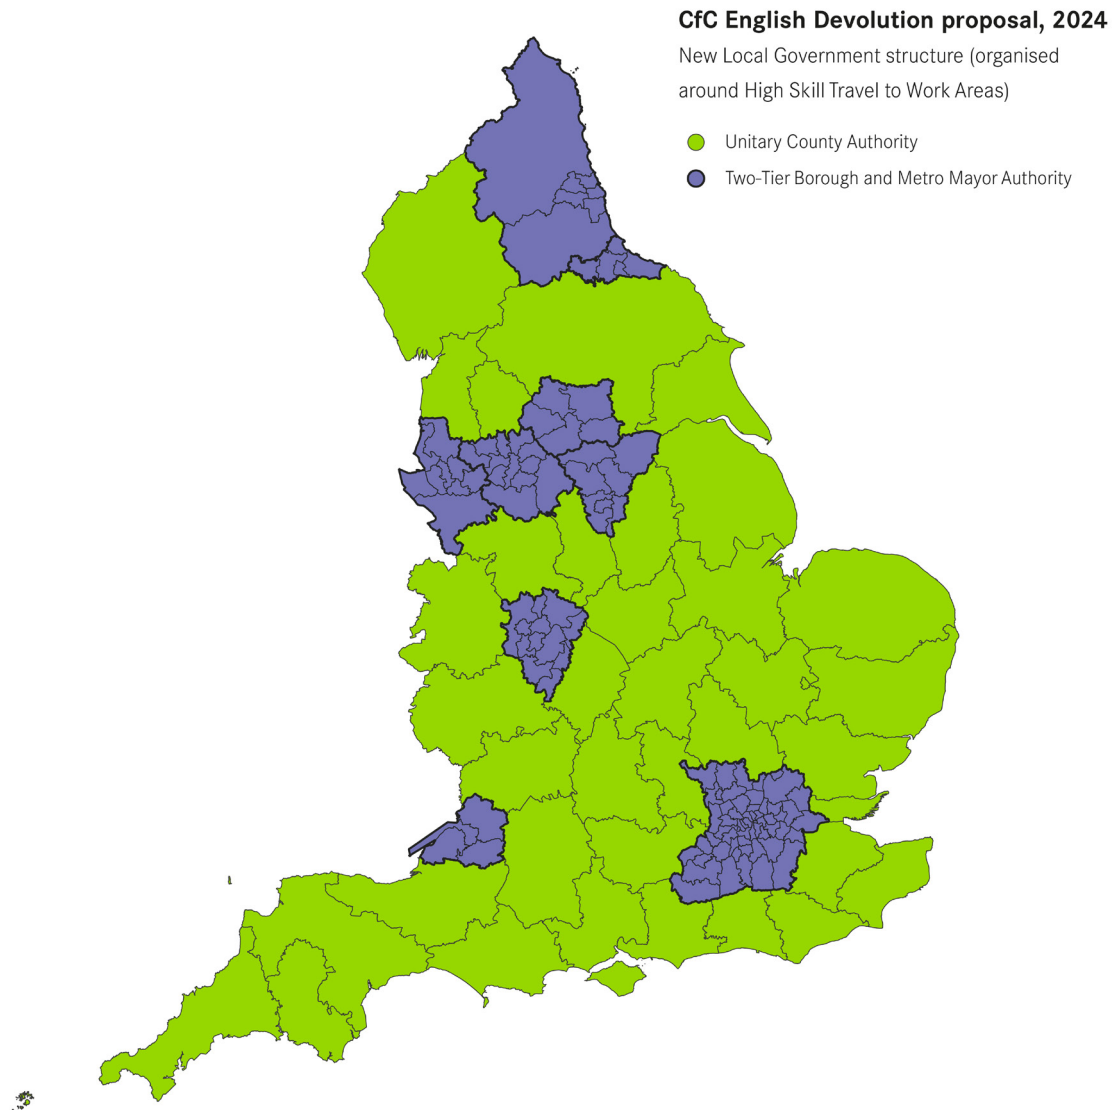 CfC English Devolution proposal, 2024
New Local Government structure (organised
around High Skill Travel to Work Areas)
Unitary County Authority
Two-Tier Borough and Metro Mayor Authority